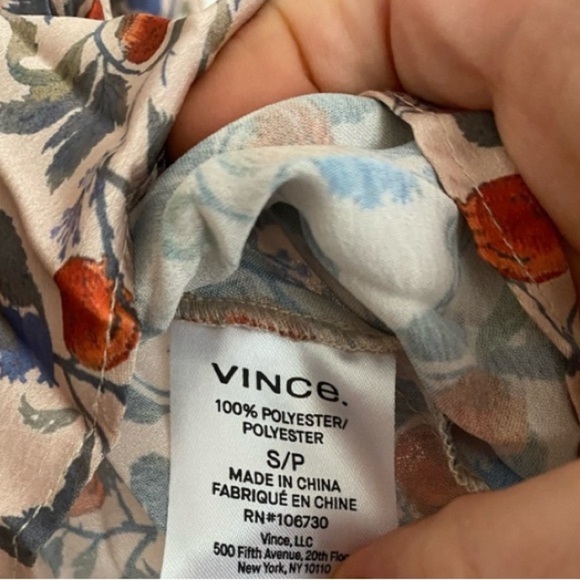 VINCe.
100% POLYESTER/
POLYESTER
S/P
MADE IN CHINA
FABRIQUÉ EN CHINE
RN#106730
Vince, LLC
500 Fifth Avenue, 20th Floor
New York, NY 10110